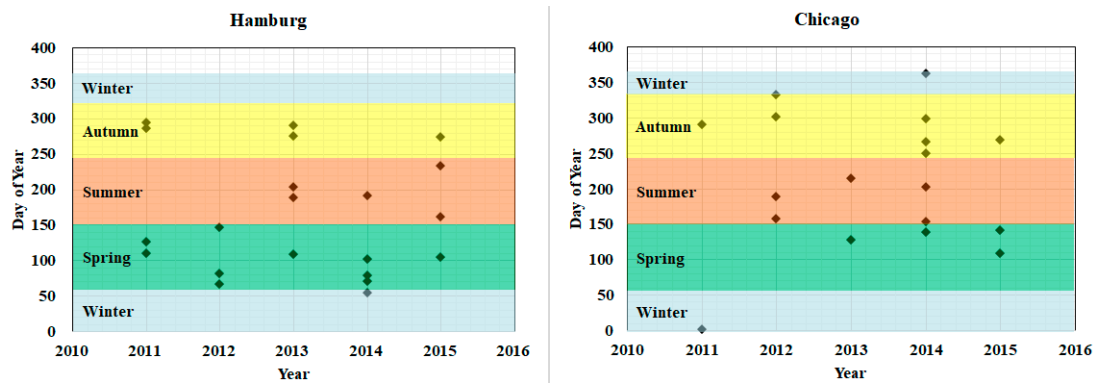 Hamburg
Day of Year
400
350
300
250
200
150
100
50
0
Winter
Autumn
Summer
Spring
Winter
2010 2011 2012 2013 2014 2015 2016
Year
Chicago
Day of Year
400
350
300
250
200
150
100
50
0
Winter
Autumn
Summer
Spring
Winter
2010 2011 2012 2013 2014 2015 2016
Year